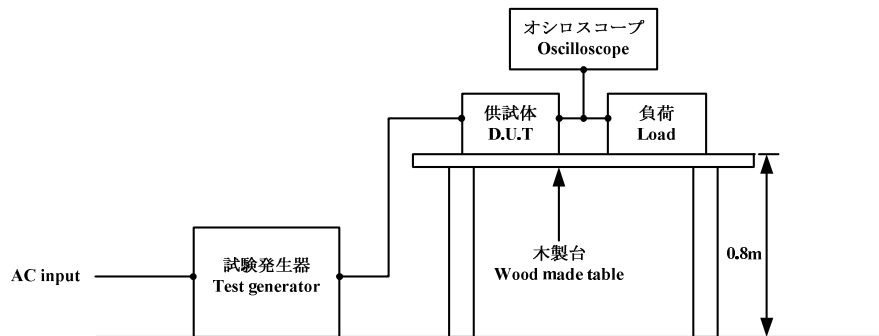 オシロスコープ
Oscilloscope
供試体
D.U.T
負荷
Load
試験発生器
Test generator
AC input
木製台
Wood made table
0.8m